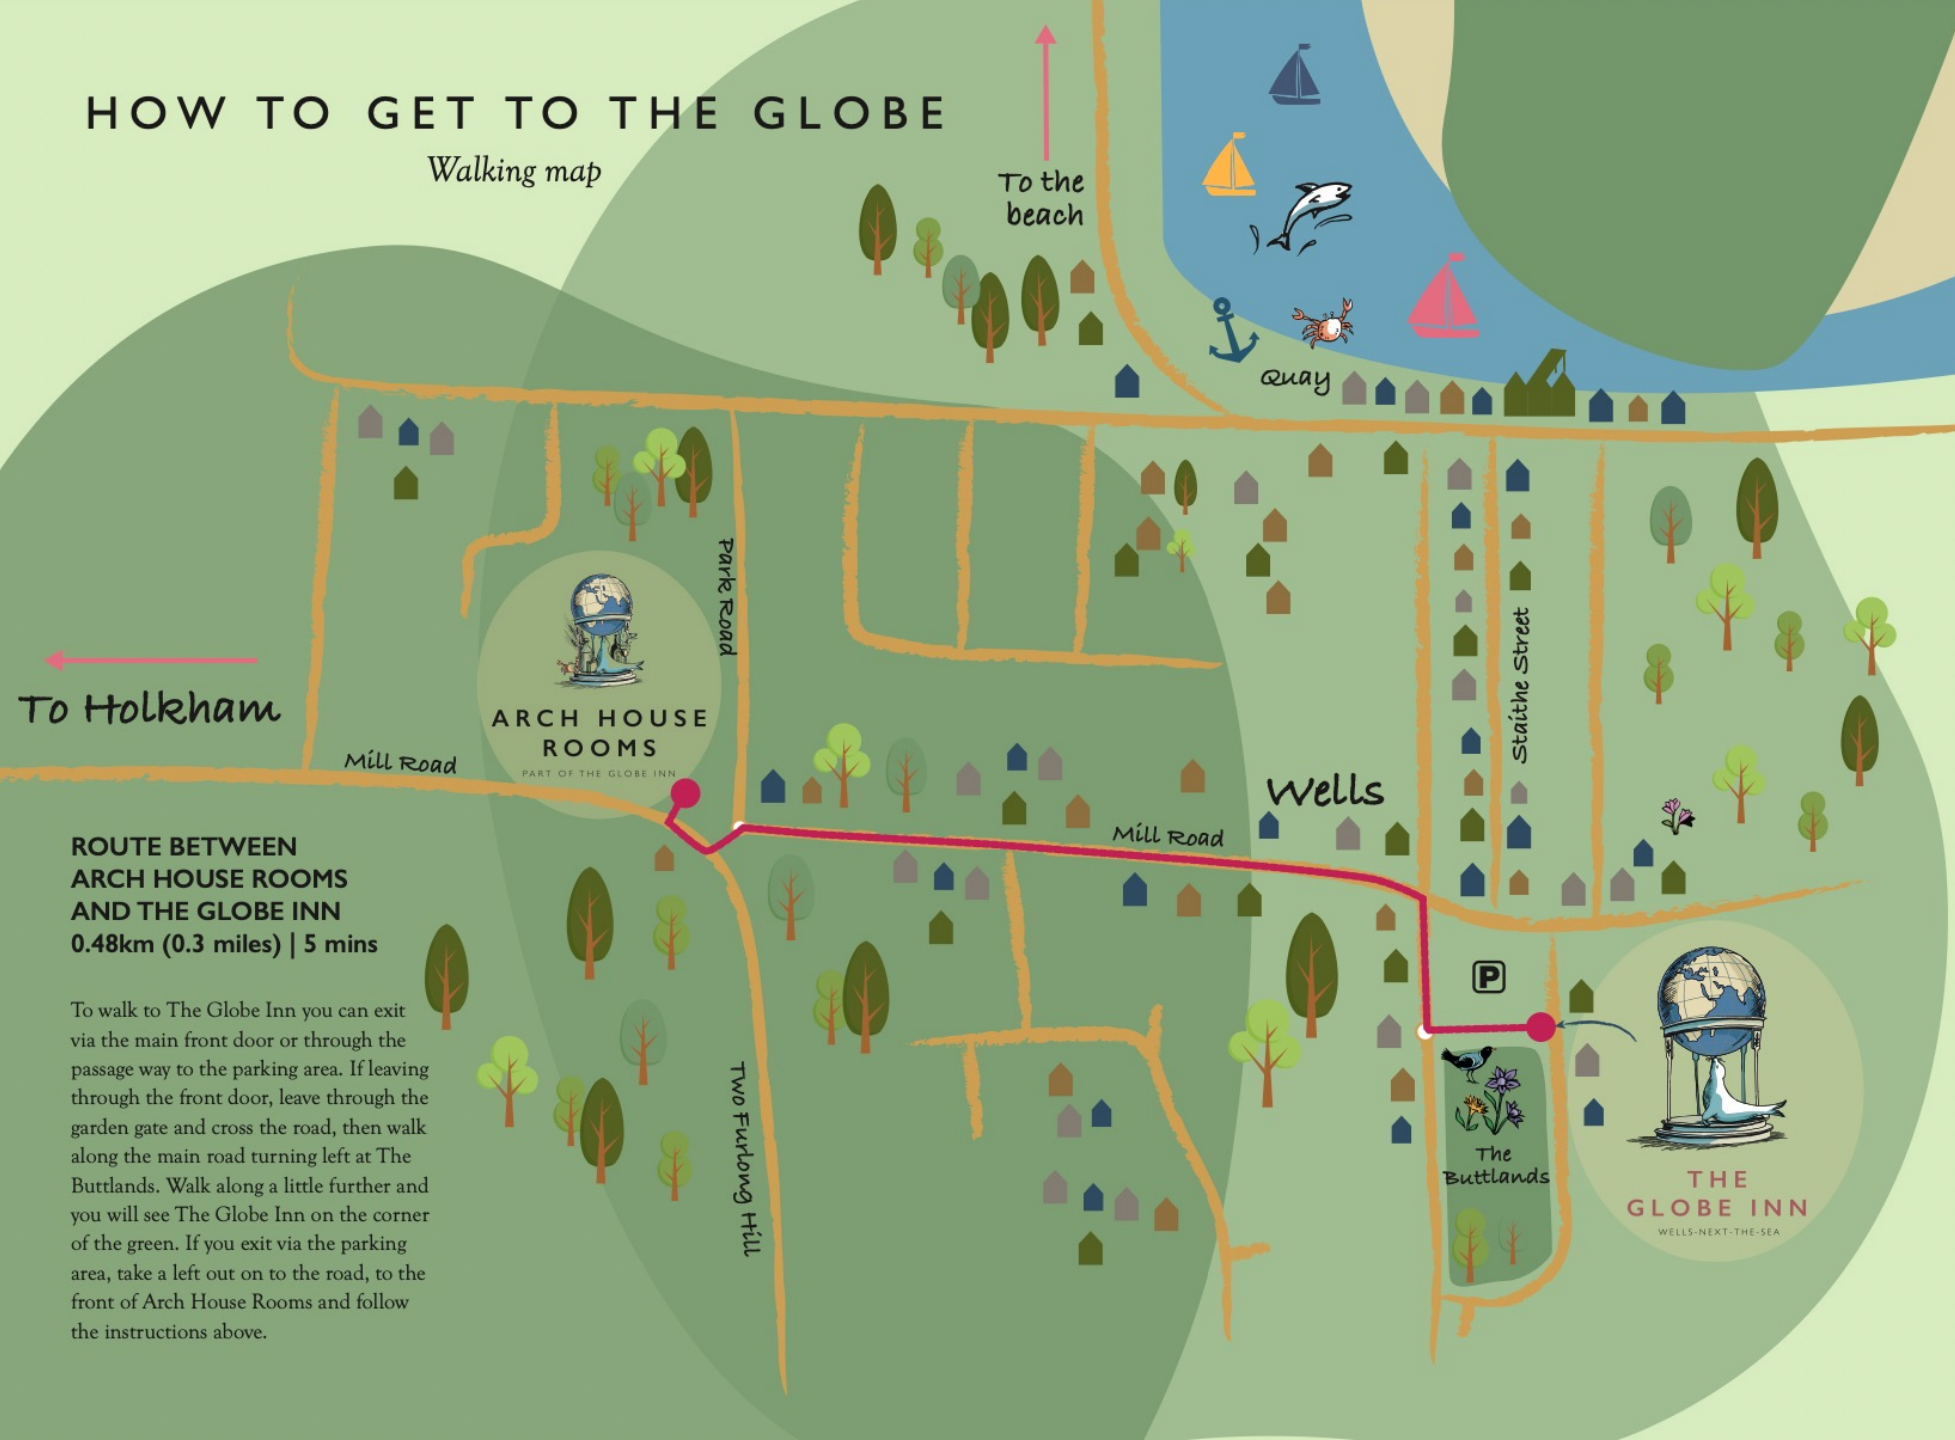 HOW TO GET TO THE GLOBE
Walking map
To the
beach
Quay
Park Road
Staithe Street
To Holkham
ARCH HOUSE
ROOMS
PART OF THE GLOBE INN
Mill Road
Wells
Mill Road
ROUTE BETWEEN
ARCH HOUSE ROOMS
AND THE GLOBE INN
0.48km (0.3 miles) | 5 mins
To walk to The Globe Inn you can exit
via the main front door or through the
passage way to the parking area. If leaving
through the front door, leave through the
garden gate and cross the road, then walk
along the main road turning left at The
Buttlands. Walk along a little further and
you will see The Globe Inn on the corner
of the green. If you exit via the parking
area, take a left out on to the road, to the
front of Arch House Rooms and follow
the instructions above.
Two Furlong Hill
P
The
Buttlands
THE
GLOBE INN
WELLS-NEXT-THE-SEA